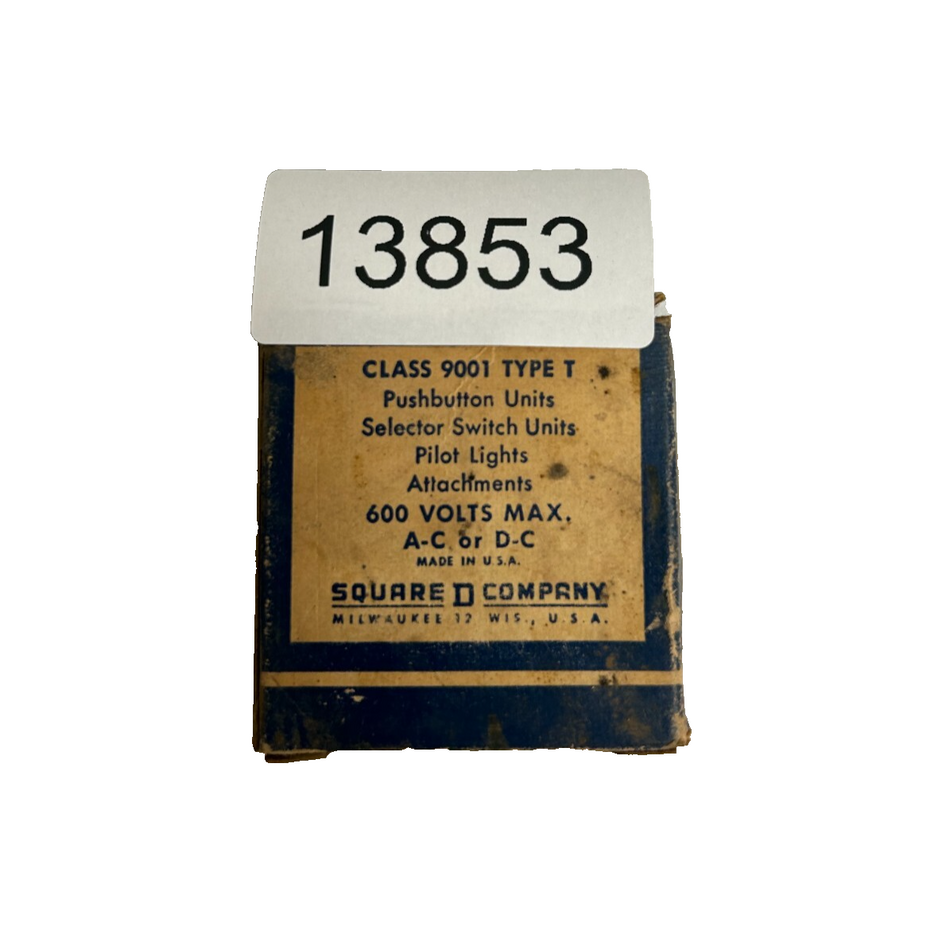 13853
CLASS 9001 TYPE T
Pushbutton Units
Selector Switch Units
Pilot Lights
Attachments
600 VOLTS MAX.
A-C or D-C
MADE IN U.S.A.
SQUARE D COMPANY
MILWAUKEE 12 WIS., U.S.A.